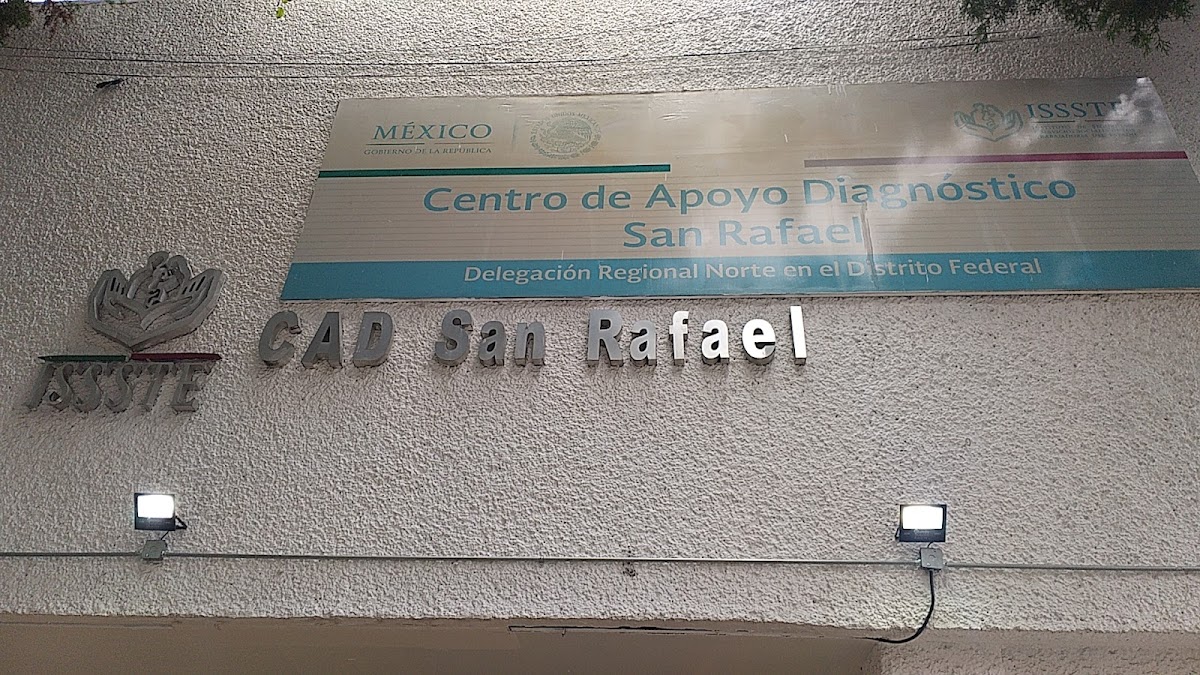 MÉXICO
GOBIERNO DE LA REPÚBLICA
ISSSTE
Centro de Apoyo Diagnóstico
San Rafael
Delegación Regional Norte en el Distrito Federal
CAD San Rafael
ISSSTE